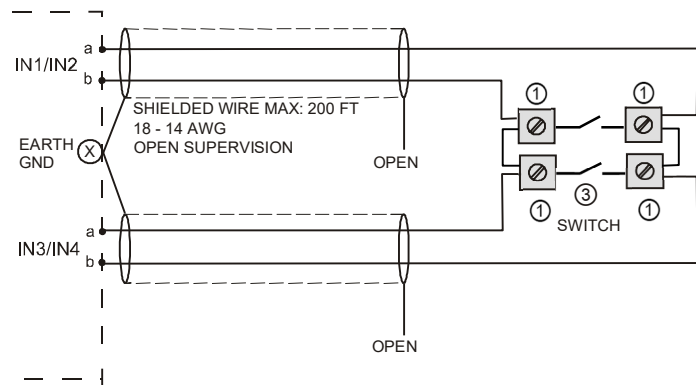 a
IN1/IN2
b
SHIELDED WIRE MAX: 200 FT
18 - 14 AWG
OPEN SUPERVISION
EARTH
GND
X
OPEN
1
1
1
3
1
SWITCH
a
IN3/IN4
b
OPEN